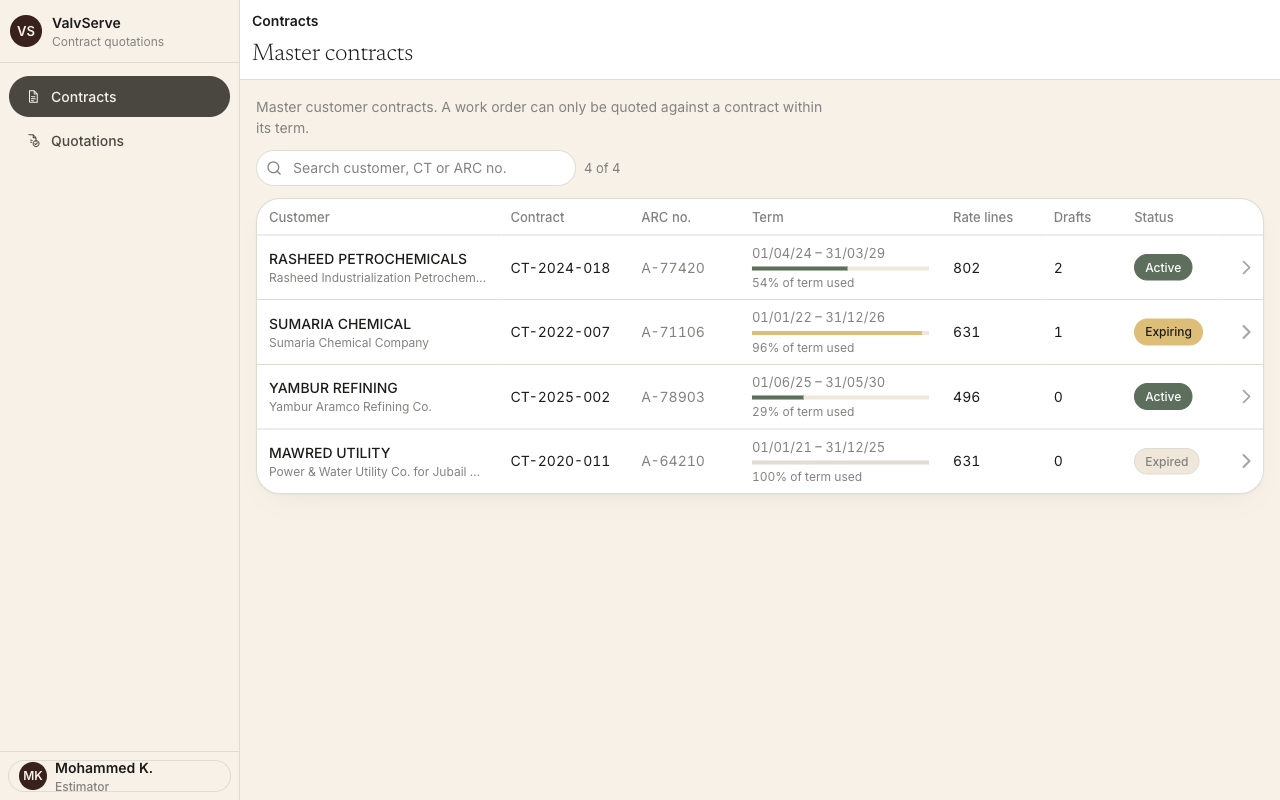 VS
ValvServe
Contract quotations
Contracts
Quotations
MK
Mohammed K.
Estimator
Contracts
Master contracts
Master customer contracts. A work order can only be quoted against a contract within
its term.
Search customer, CT or ARC no.
4 of 4
Customer Contract ARC no. Term Rate lines Drafts Status
RASHEED PETROCHEMICALS
Rasheed Industrialization Petrochem...
CT-2024-018
A-77420
01/04/24 – 31/03/29
54% of term used
802
2
Active
SUMARIA CHEMICAL
Sumaria Chemical Company
CT-2022-007
A-71106
01/01/22 – 31/12/26
96% of term used
631
1
Expiring
YAMBUR REFINING
Yambur Aramco Refining Co.
CT-2025-002
A-78903
01/06/25 – 31/05/30
29% of term used
496
0
Active
MAWRED UTILITY
Power & Water Utility Co. for Jubail ...
CT-2020-011
A-64210
01/01/21 – 31/12/25
100% of term used
631
0
Expired